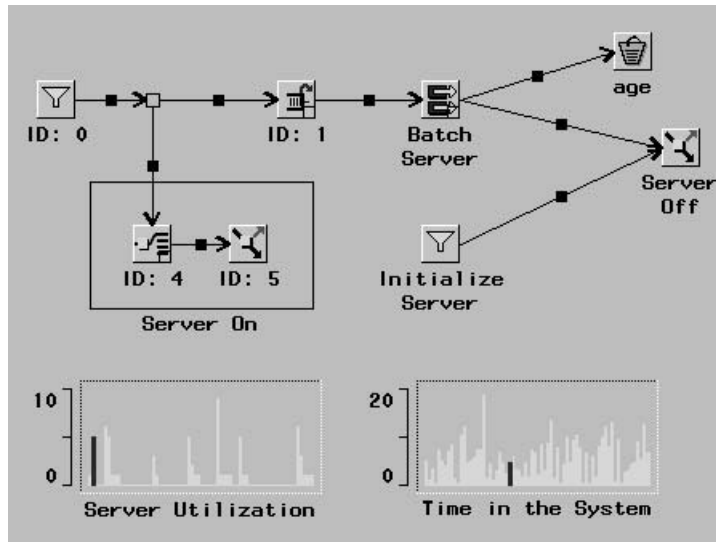 age
ID: 0
ID: 1
Batch
Server
Server
Off
ID: 4
ID: 5
Initialize
Server
Server On
10
0
Server Utilization
20
0
Time in the System